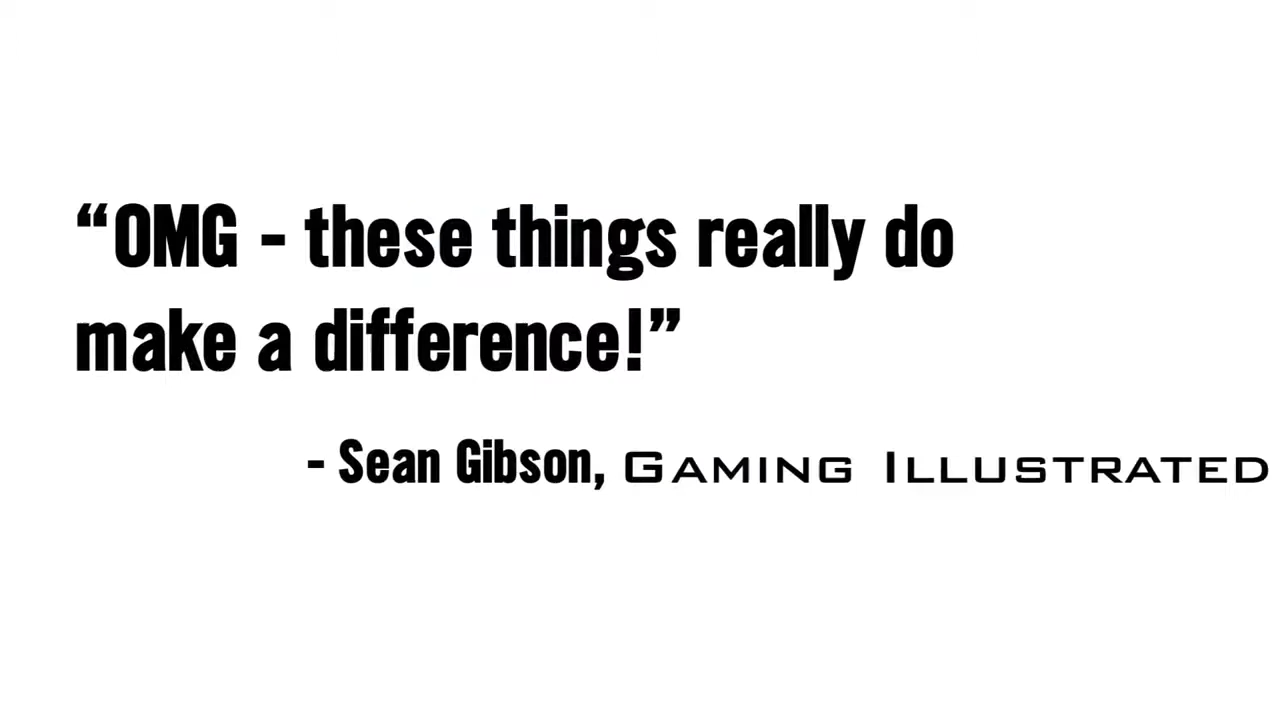 “OMG - these things really do
make a difference!”
- Sean Gibson, GAMING ILLUSTRATED